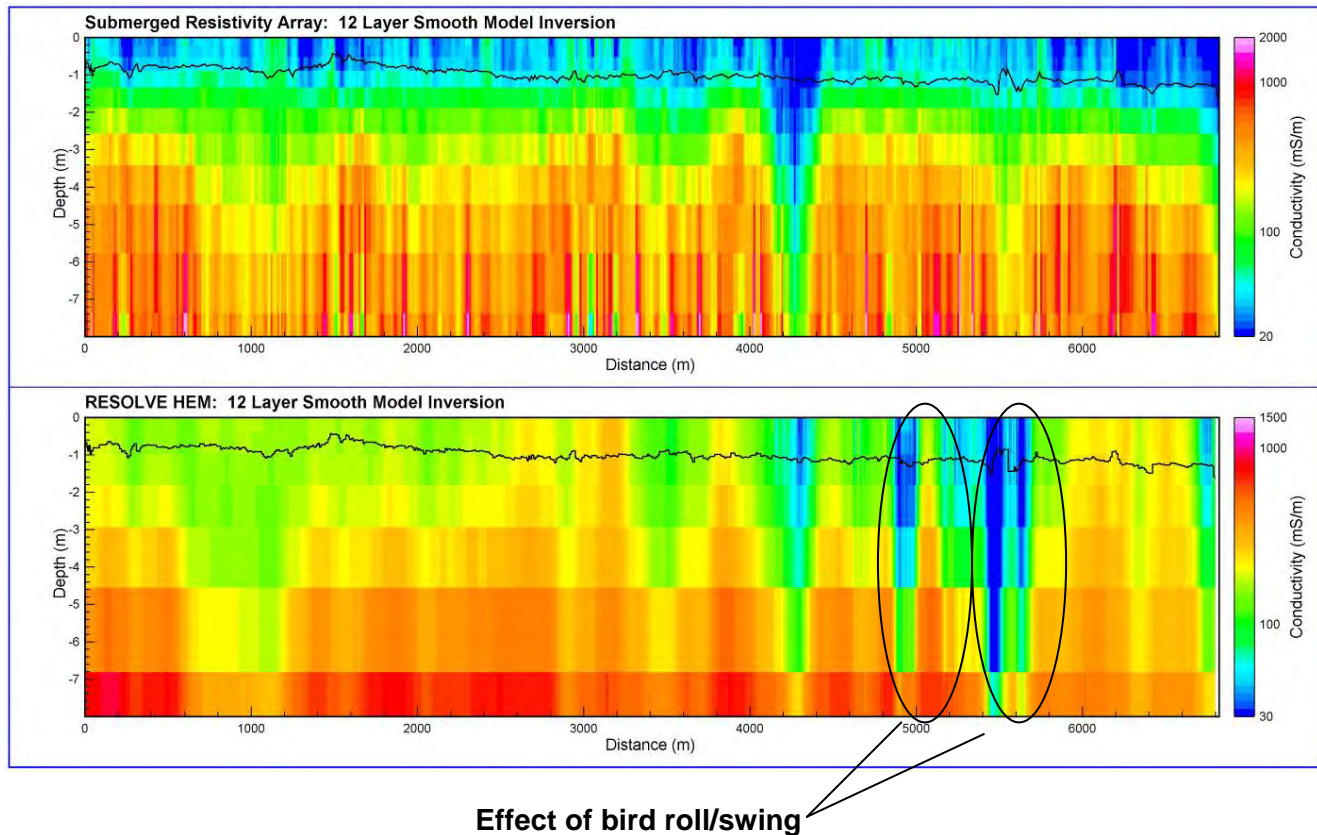 Submerged Resistivity Array: 12 Layer Smooth Model Inversion
0
-1
-2
-3
-4
-5
-6
-7
Depth (m)
0 1000 2000 3000 4000 5000 6000
Distance (m)
2000
1000
100
20
Conductivity (mS/m)
RESOLVE HEM: 12 Layer Smooth Model Inversion
0
-1
-2
-3
-4
-5
-6
-7
Depth (m)
0 1000 2000 3000 4000 5000 6000
Distance (m)
1500
1000
100
30
Conductivity (mS/m)
Effect of bird roll/swing